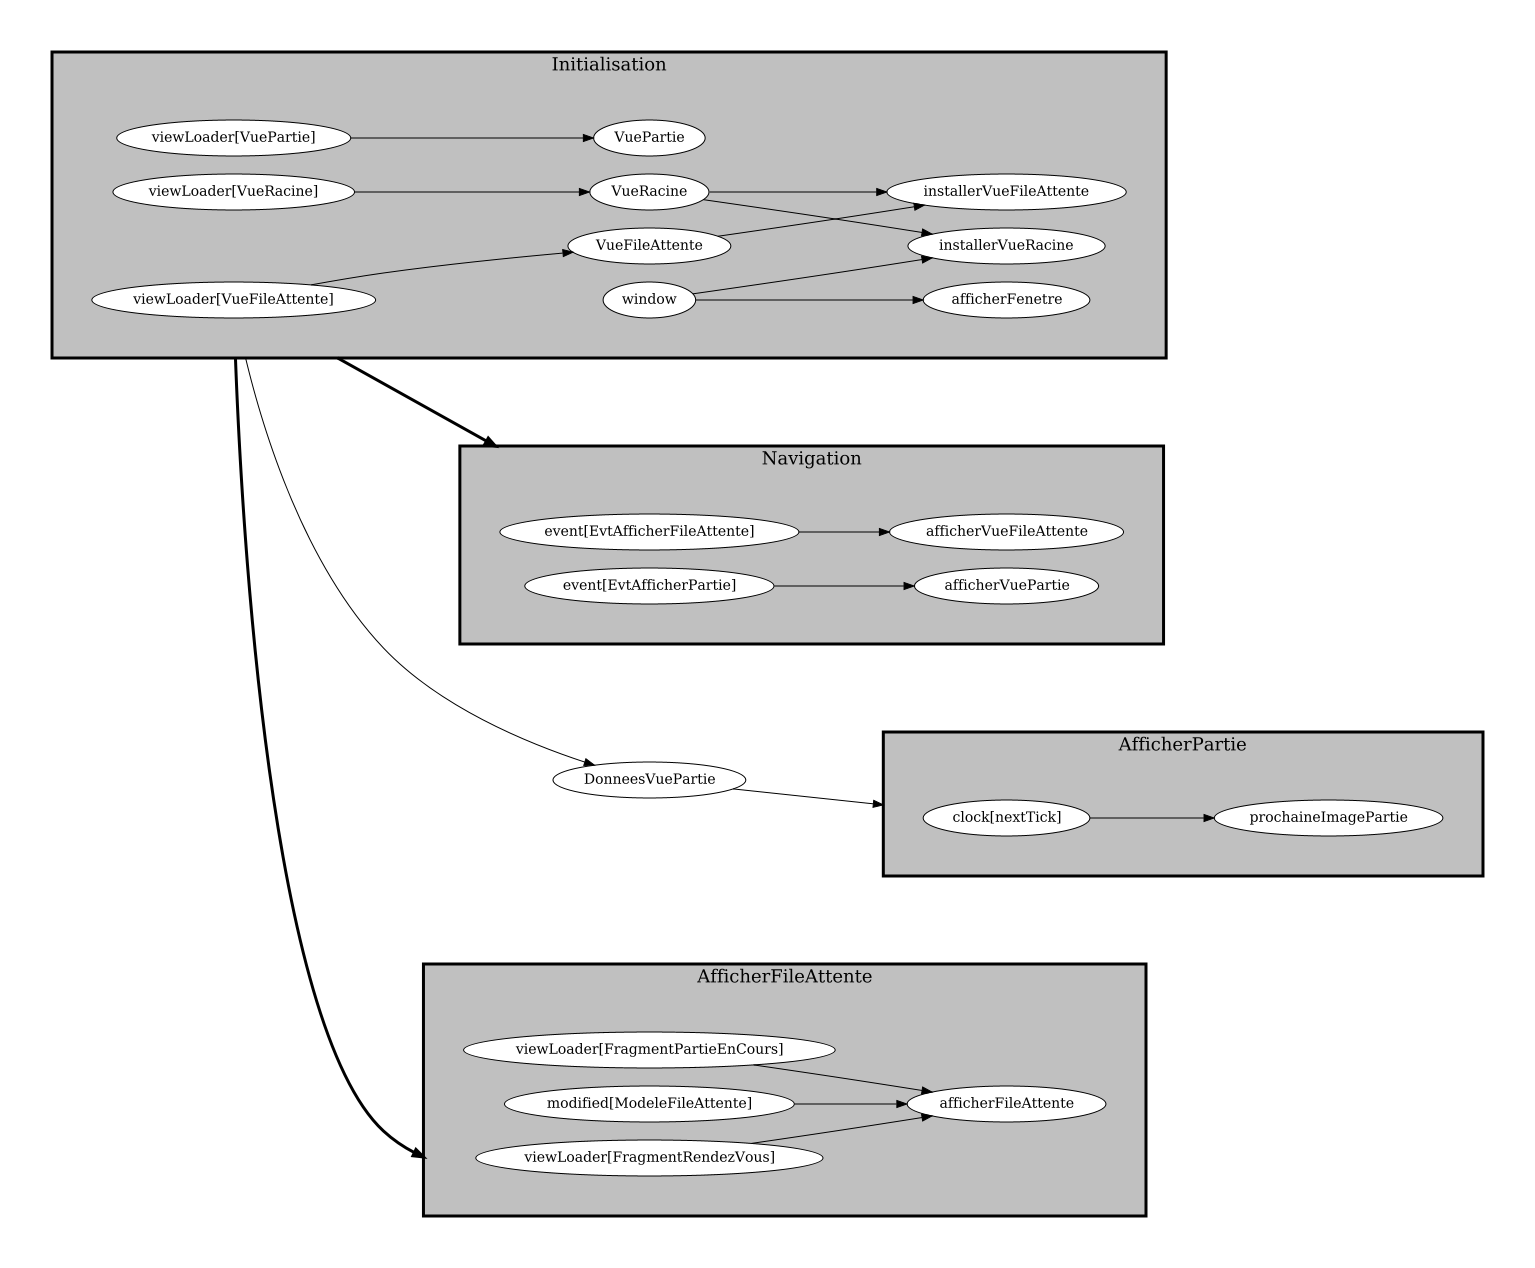 Initialisation
viewLoader[VuePartie]
VuePartie
viewLoader[VueRacine]
VueRacine
installerVueFileAttente
VueFileAttente
installerVueRacine
viewLoader[VueFileAttente]
window
afficherFenetre
Navigation
event[EvtAfficherFileAttente]
afficherVueFileAttente
event[EvtAfficherPartie]
afficherVuePartie
AfficherPartie
DonneesVuePartie
clock[nextTick]
prochaineImagePartie
AfficherFileAttente
viewLoader[FragmentPartieEnCours]
modified[ModeleFileAttente]
afficherFileAttente
viewLoader[FragmentRendezVous]